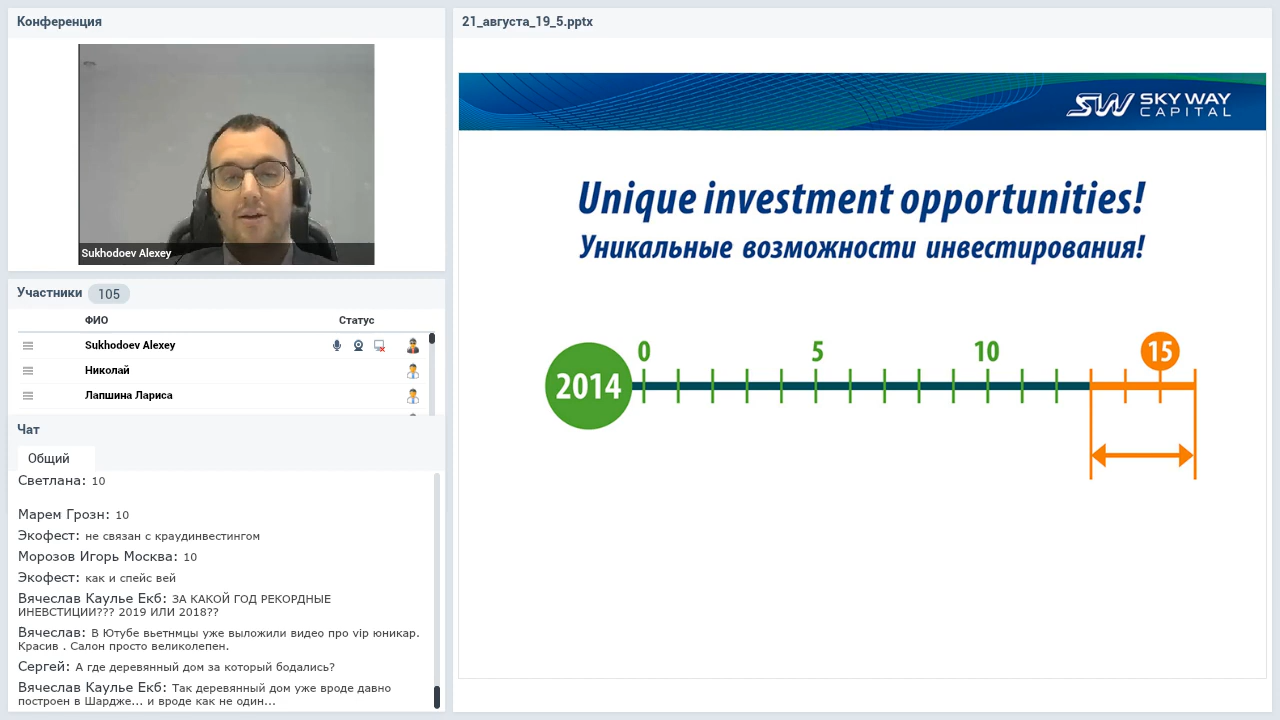 Конференция
Sukhodoev Alexey
Участники 105
ФИО Статус
Sukhodoev Alexey
Николай
Лапшина Лариса
Чат
Общий
Светлана: 10
Марем Грозн: 10
Экофест: не связан с краудинвестингом
Морозов Игорь Москва: 10
Экофест: как и спейс вей
Вячеслав Каулье Екб: ЗА КАКОЙ ГОД РЕКОРДНЫЕ
ИНЕВСТИЦИИ??? 2019 ИЛИ 2018??
Вячеслав: В Ютубе вьетнмцы уже выложили видео про vip юникар.
Красив . Салон просто великолепен.
Сергей: А где деревянный дом за который бодались?
Вячеслав Каулье Екб: Так деревянный дом уже вроде давно
построен в Шардже... и вроде как не один...
21_августа_19_5.pptx
SW SKY WAY
CAPITAL
Unique investment opportunities!
Уникальные возможности инвестирования!
2014 0 5 10 15